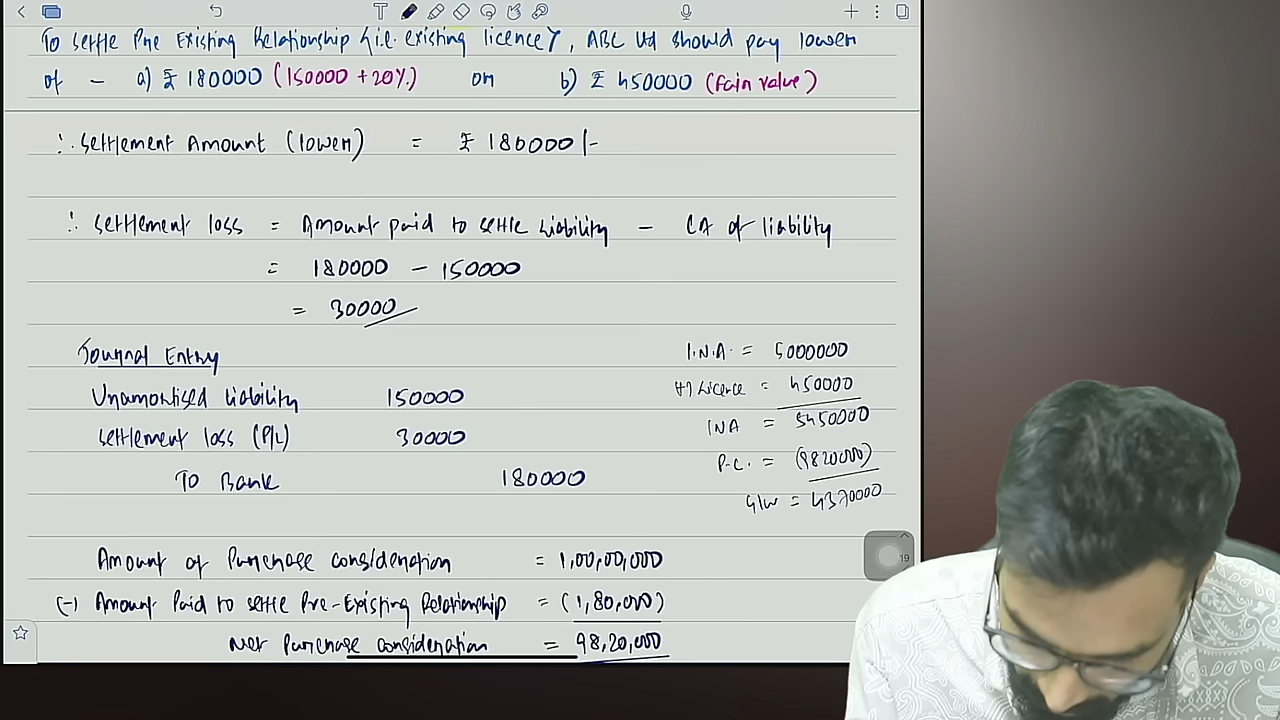 To settle Pre Existing Relationship {i.e. existing licence}, ABC Ltd should pay lower
of - a) ₹ 180000 (150000 + 20%) or b) ₹ 450000 (Fair value)
∴ Settlement Amount (lower) = ₹ 180000/-
∴ Settlement loss = Amount paid to settle liability - CA of liability
= 180000 - 150000
= 30000
Journal Entry
Unamortised liability 150000
Settlement loss (P/L) 30000
To Bank 180000
I.N.A. = 5000000
(+) Licence = 450000
INA = 5450000
P.C. = (9820000)
G/W = 4370000
Amount of Purchase consideration = 1,00,00,000
(-) Amount Paid to settle Pre-Existing Relationship = (1,80,000)
Net Purchase consideration = 98,20,000
19